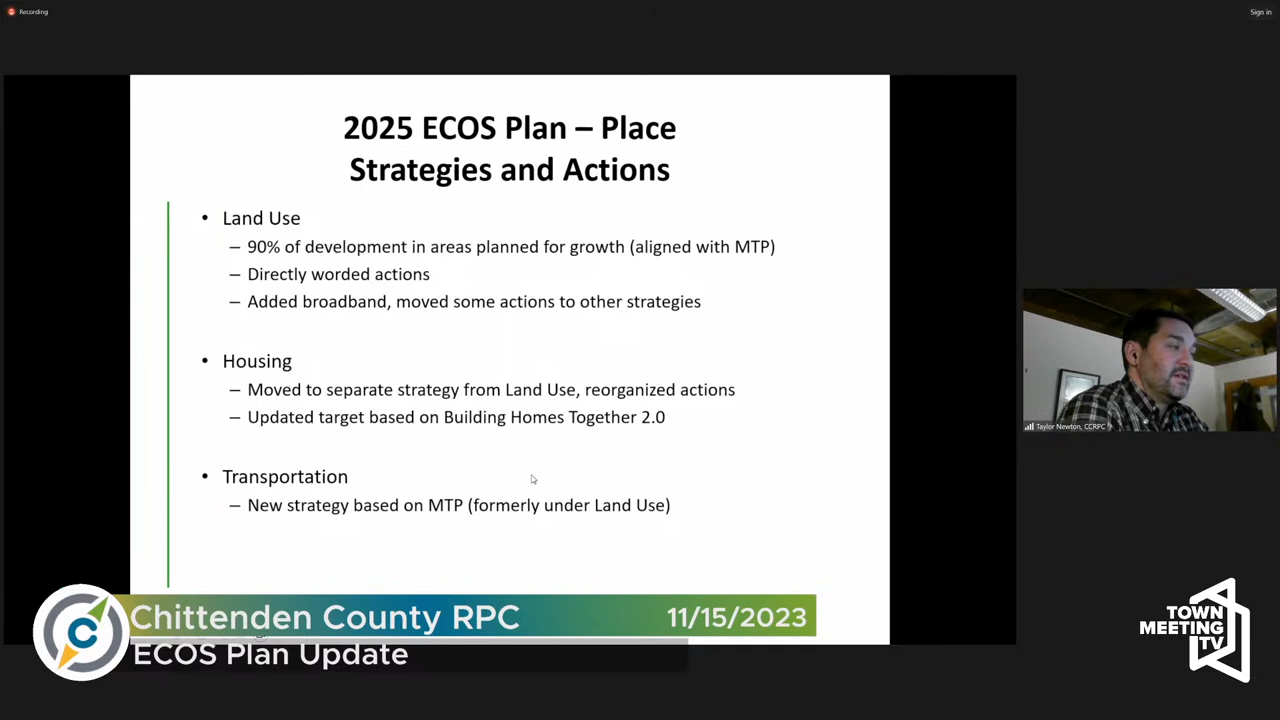 Recording
Sign in
2025 ECOS Plan – Place
Strategies and Actions
• Land Use
– 90% of development in areas planned for growth (aligned with MTP)
– Directly worded actions
– Added broadband, moved some actions to other strategies
• Housing
– Moved to separate strategy from Land Use, reorganized actions
– Updated target based on Building Homes Together 2.0
• Transportation
– New strategy based on MTP (formerly under Land Use)
Taylor Newton, CCRPC
C
Chittenden County RPC 11/15/2023
ECOS Plan Update
TOWN
MEETING
TV